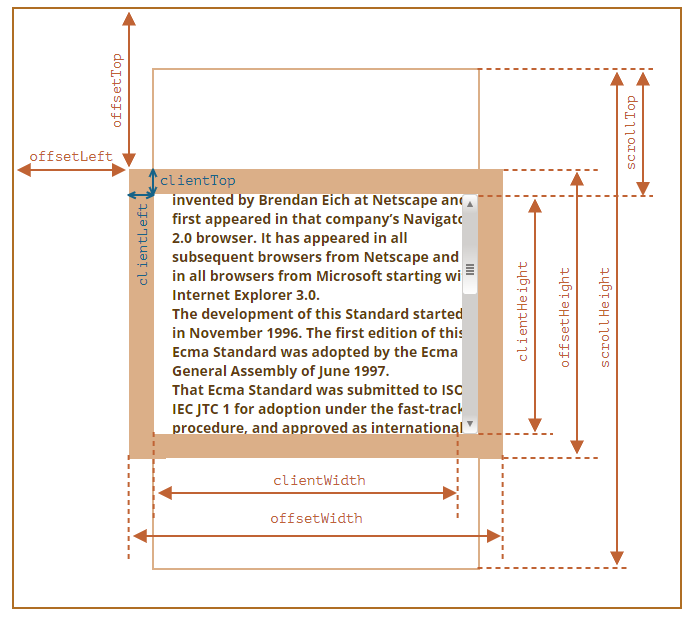 offsetTop
scrollTop
offsetLeft
clientTop
clientLeft
invented by Brendan Eich at Netscape and
first appeared in that company's Navigato
2.0 browser. It has appeared in all
subsequent browsers from Netscape and
in all browsers from Microsoft starting wi
Internet Explorer 3.0.
The development of this Standard started
in November 1996. The first edition of this
Ecma Standard was adopted by the Ecma
General Assembly of June 1997.
That Ecma Standard was submitted to ISO
IEC JTC 1 for adoption under the fast-track
procedure, and approved as international
clientHeight
offsetHeight
scrollHeight
clientWidth
offsetWidth